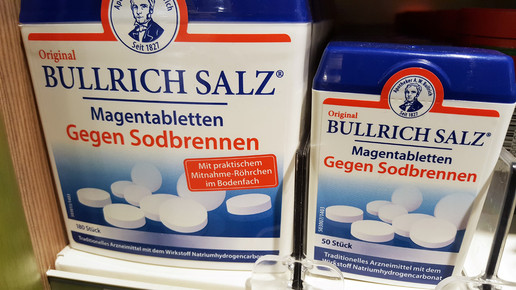 Seit 1827
Original
BULLRICH SALZ®
Magentabletten
Gegen Sodbrennen
Mit praktischem
Mitnahme-Röhrchen
im Bodenfach
180 Stück
Traditionelles Arzneimittel mit dem Wirkstoff Natriumhydrogencarbonat
Apotheker A. W. Bullrich
Seit 1827
Original
BULLRICH SALZ®
Magentabletten
Gegen Sodbrennen
50 Stück
Traditionelles Arzneimittel mit dem Wirkstoff Natriumhydrogencarbonat